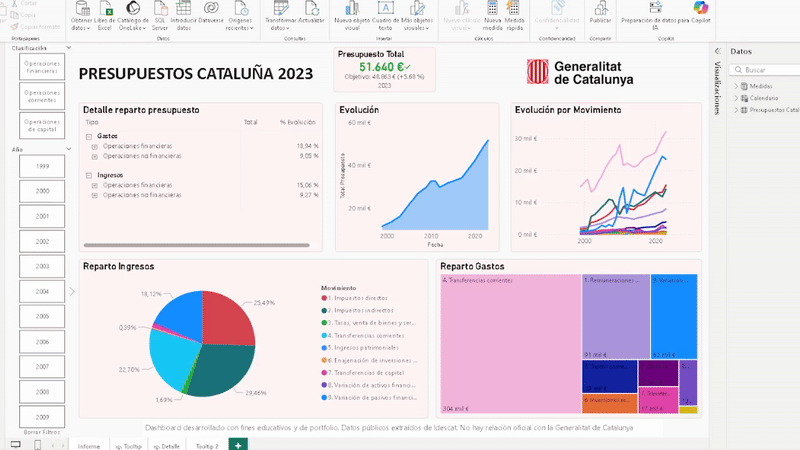 Cortar
Copiar
Copiar formato
Portapapeles
Obtener datos
Libro de Excel
Catálogo de OneLake
SQL Server
Introducir datos
Dataverse
Orígenes recientes
Datos
Transformar datos
Actualizar
Consultas
Nuevo objeto visual
Cuadro de texto
Más objetos visuales
Insertar
Nuevo cálculo visual
Nueva medida
Medida rápida
Cálculos
Confidencialidad
Confidencialidad
Publicar
Compartir
Preparación de datos para IA
Copilot
Copilot
Clasificación
Operaciones financieras
Operaciones corrientes
Operaciones de capital
Año
1999
2000
2001
2002
2003
2004
2005
2006
2007
2008
2009
Borrar Filtros
PRESUPUESTOS CATALUÑA 2023
Presupuesto Total
51.640 €
Objetivo: 48.863 € (+5.68 %)
2023
Generalitat
de Catalunya
Detalle reparto presupuesto
Tipo Total % Evolución
Gastos
Operaciones financieras 18,94 %
Operaciones no financieras 9,05 %
Ingresos
Operaciones financieras 15,06 %
Operaciones no financieras 9,27 %
Evolución
60 mil €
40 mil €
20 mil €
Total Presupuesto
2000 2010 2020
Fecha
Evolución por Movimiento
30 mil €
20 mil €
10 mil €
0 mil €
2000 2020
Reparto Ingresos
18,12%
25,49%
0,39%
22,70%
1,69%
29,46%
Movimiento
1. Impuestos directos
2. Impuestos indirectos
3. Tasas, venta de bienes y ser...
4. Transferencias corrientes
5. Ingresos patrimoniales
6. Enajenación de inversiones ...
7. Transferencias de capital
8. Variación de activos financi...
9. Variación de pasivos financi...
Reparto Gastos
4. Transferencias corrientes
304 mil €
1. Remuneraciones ...
91 mil €
9. Variación ...
62 mil €
6. Inversiones
Dashboard desarrollado con fines educativos y de portfolio. Datos públicos extraídos de Idescat. No hay relación oficial con la Generalitat de Catalunya
Visualizaciones
Datos
Buscar
Medidas
Calendario
Presupuestos Catal
Informe
Tooltip
Detalle
Tooltip 2